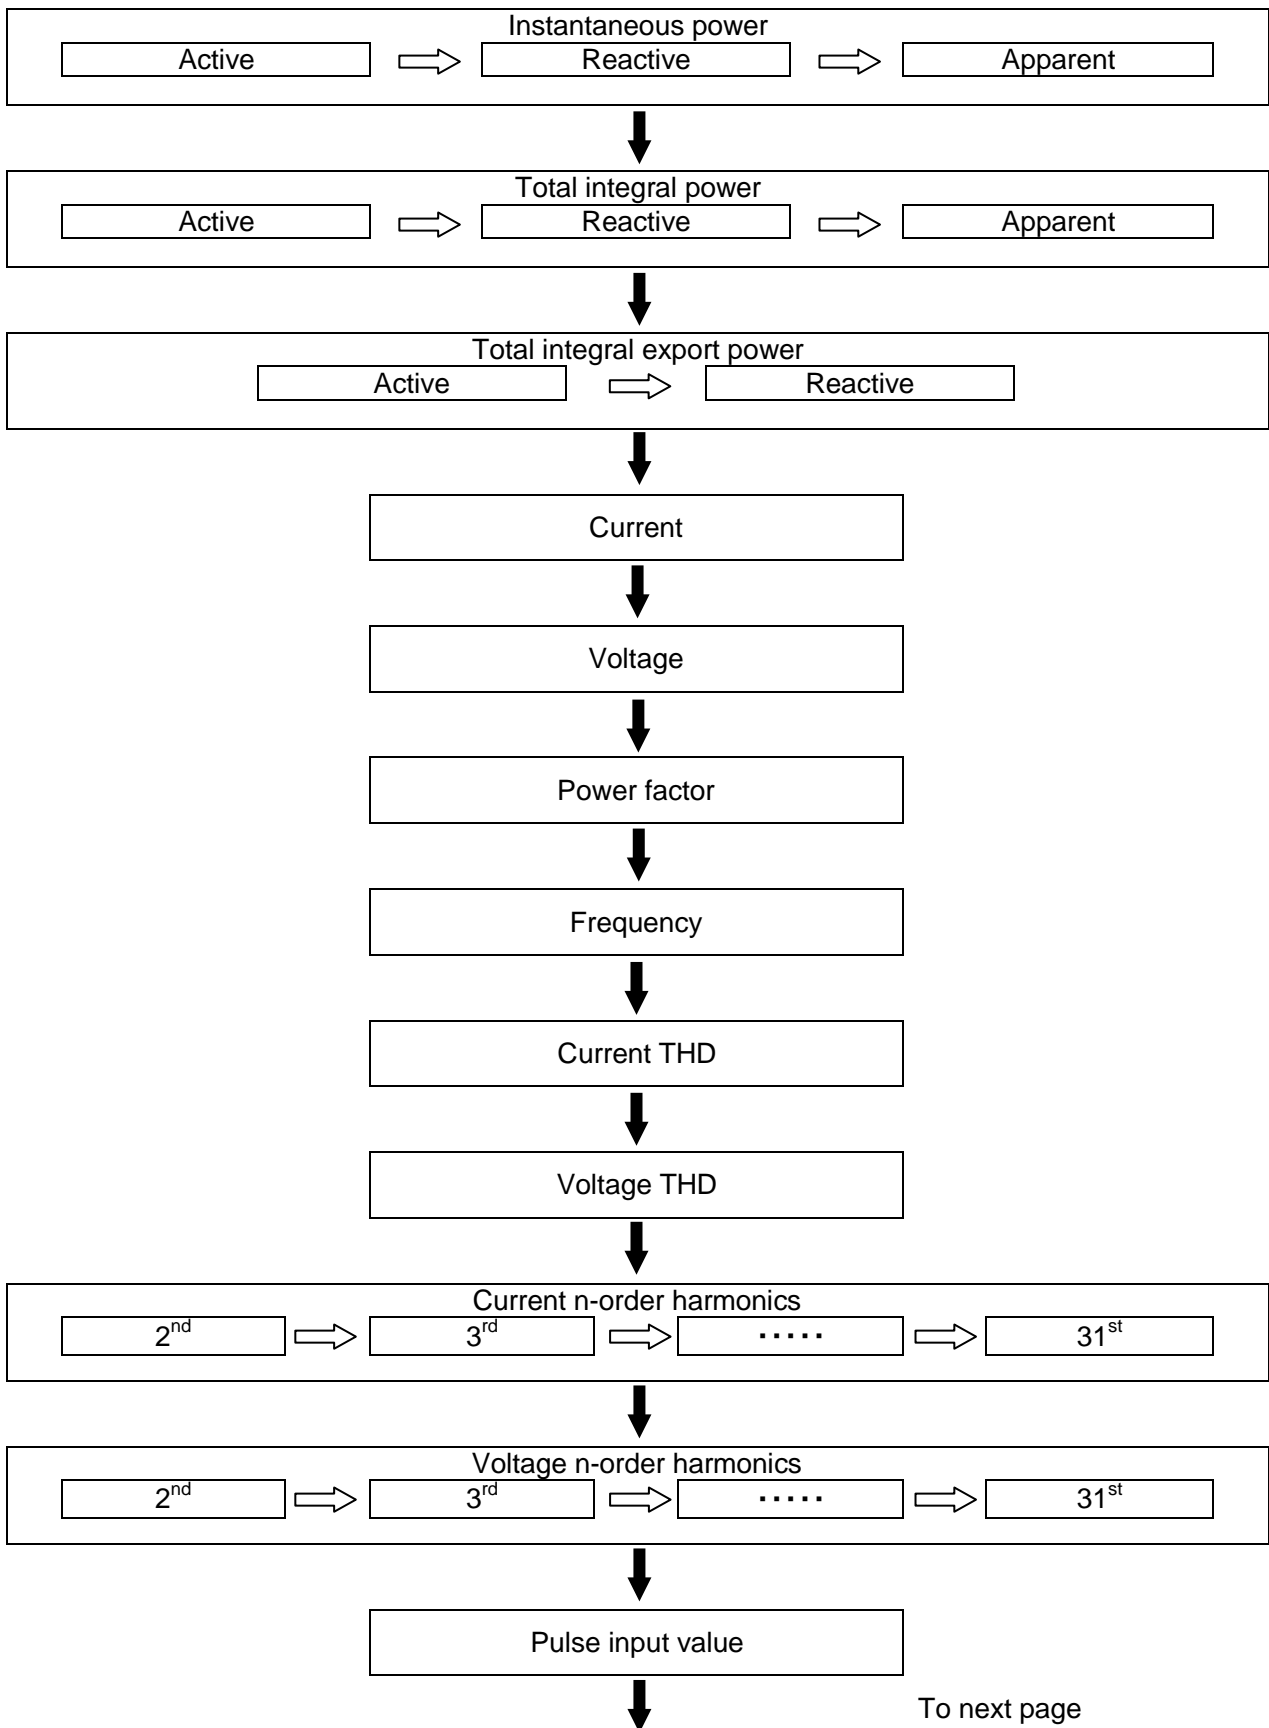 Instantaneous power
Active Reactive Apparent
Total integral power
Active Reactive Apparent
Total integral export power
Active Reactive
Current
Voltage
Power factor
Frequency
Current THD
Voltage THD
Current n-order harmonics
2nd 3rd ····· 31st
Voltage n-order harmonics
2nd 3rd ····· 31st
Pulse input value
To next page